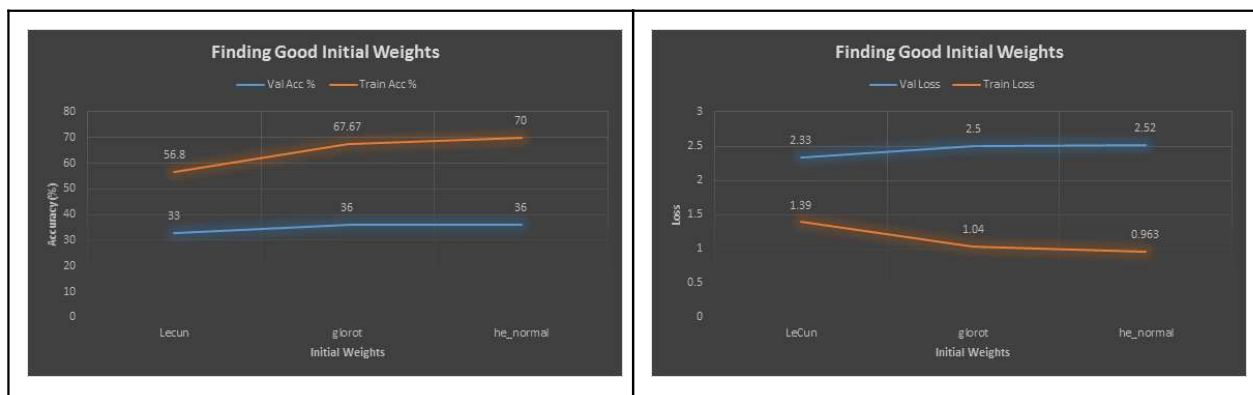 Finding Good Initial Weights
Val Acc % Train Acc %
80
70
60
50
40
30
20
10
0
Accuracy (%)
56.8
67.67
70
33
36
36
Lecun glorot he_normal
Initial Weights
Finding Good Initial Weights
Val Loss Train Loss
3
2.5
2
1.5
1
0.5
0
Loss
2.33
2.5
2.52
1.39
1.04
0.963
LeCun glorot he_normal
Initial Weights